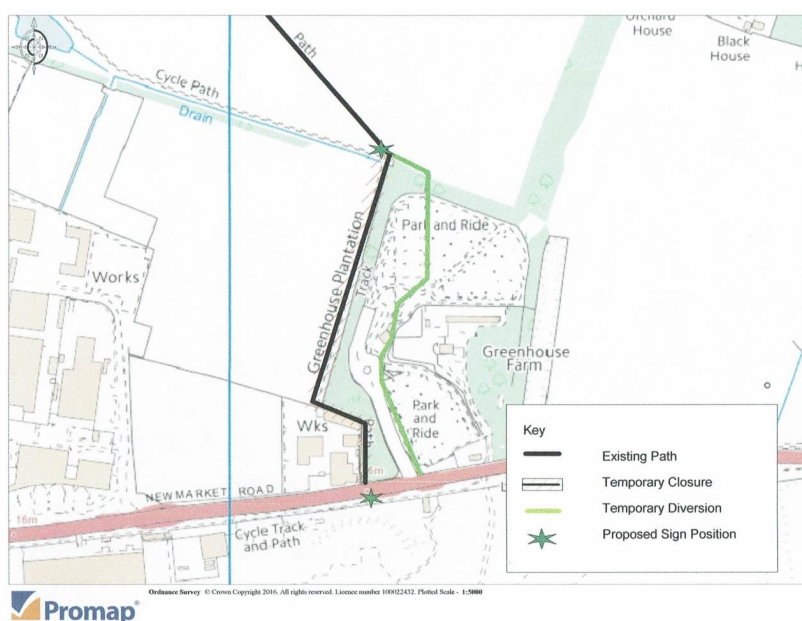 Orchard
House
Black
House
H
Path
Cycle Path
Drain
Park and Ride
Greenhouse Plantation
Track
Works
Greenhouse
Farm
Park
and
Ride
Wks
Path
6m
NEWMARKET ROAD
16m
Cycle Track
and Path
L
Key
Existing Path
Temporary Closure
Temporary Diversion
Proposed Sign Position
Ordnance Survey © Crown Copyright 2016. All rights reserved. Licence number 100022432. Plotted Scale - 1:5000
Promap®